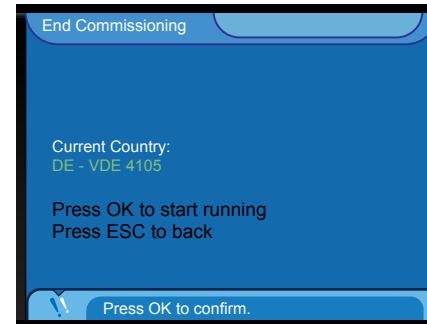 End Commissioning
Current Country:
DE - VDE 4105
Press OK to start running
Press ESC to back
Press OK to confirm.